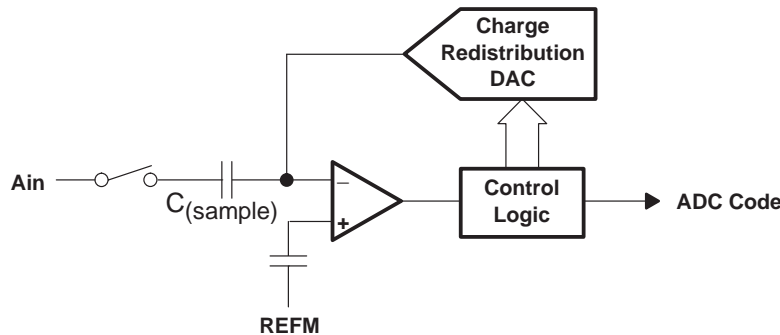 Charge
Redistribution
DAC
Ain
C(sample)
−
+
Control
Logic
ADC Code
REFM